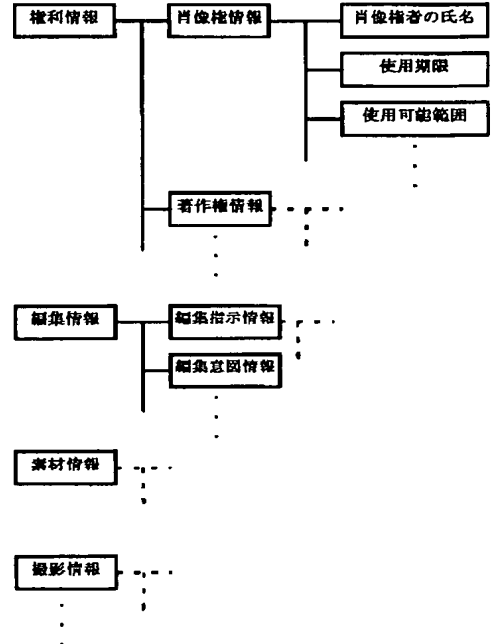 権利情報
肖像権情報
肖像権者の氏名
使用期限
使用可能範囲
著作権情報
編集情報
編集指示情報
編集意図情報
素材情報
撮影情報